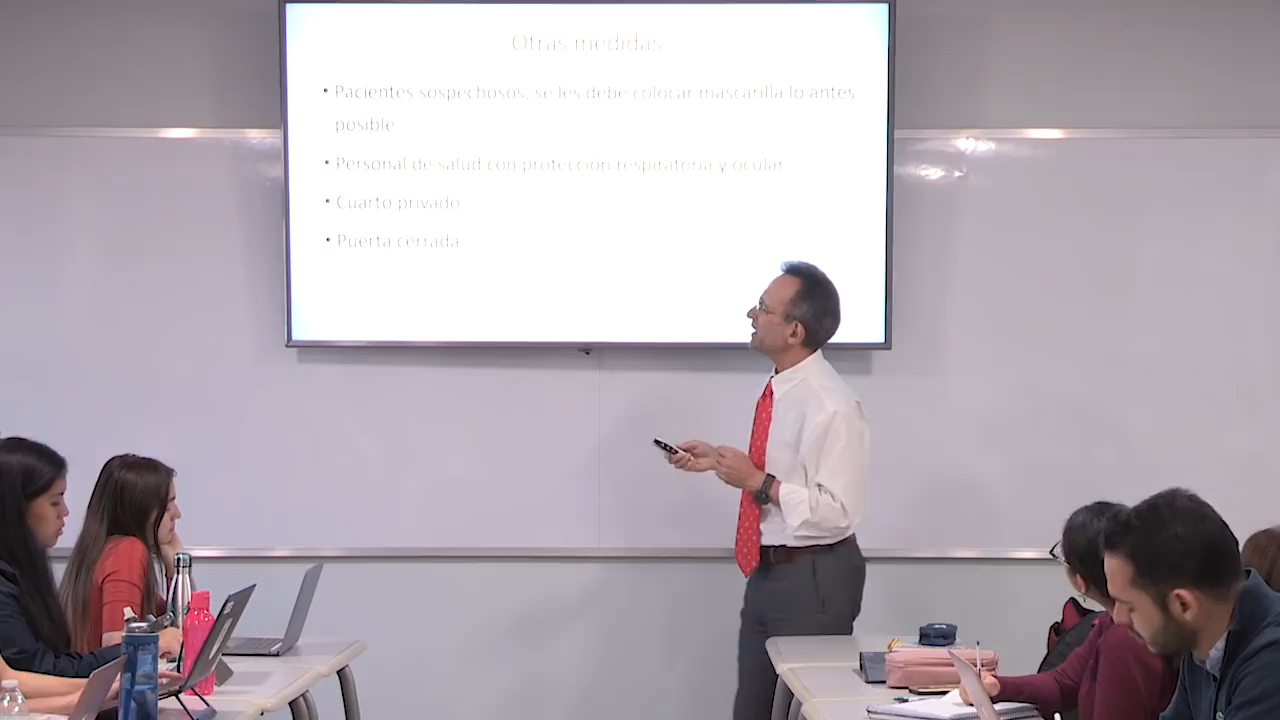 Otras medidas
• Pacientes sospechosos, se les debe colocar mascarilla lo antes
posible
• Personal de salud con protección respiratoria y ocular
• Cuarto privado
• Puerta cerrada